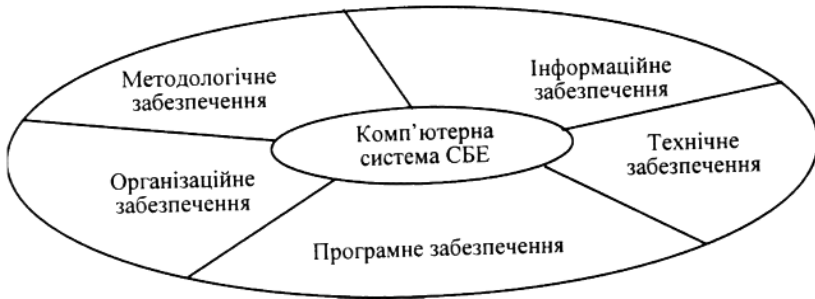 Методологічне
забезпечення
Інформаційне
забезпечення
Комп’ютерна
система СБЕ
Технічне
забезпечення
Організаційне
забезпечення
Програмне забезпечення